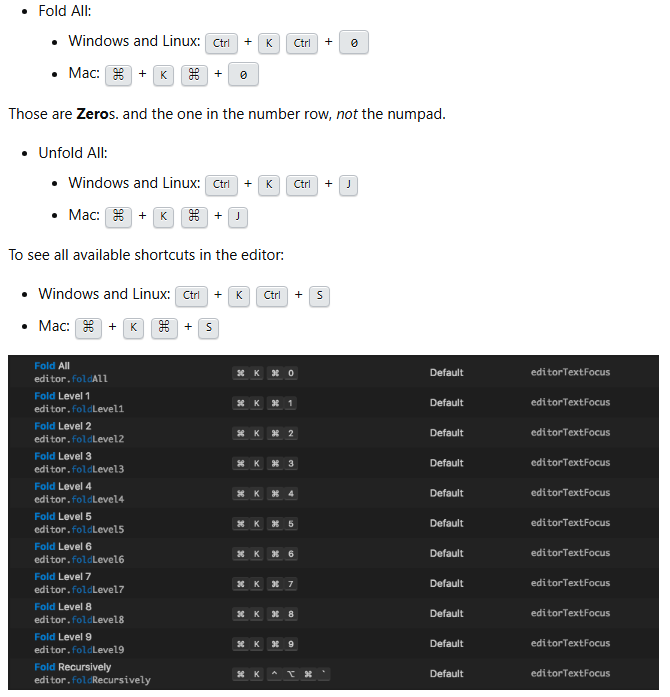 Fold All:
Windows and Linux: Ctrl + K Ctrl + 0
Mac: ⌘ + K ⌘ + 0
Those are Zeros. and the one in the number row, not the numpad.
Unfold All:
Windows and Linux: Ctrl + K Ctrl + J
Mac: ⌘ + K ⌘ + J
To see all available shortcuts in the editor:
Windows and Linux: Ctrl + K Ctrl + S
Mac: ⌘ + K ⌘ + S
Fold All ⌘ K ⌘ 0 Default editorTextFocus
editor.foldAll
Fold Level 1 ⌘ K ⌘ 1 Default editorTextFocus
editor.foldLevel1
Fold Level 2 ⌘ K ⌘ 2 Default editorTextFocus
editor.foldLevel2
Fold Level 3 ⌘ K ⌘ 3 Default editorTextFocus
editor.foldLevel3
Fold Level 4 ⌘ K ⌘ 4 Default editorTextFocus
editor.foldLevel4
Fold Level 5 ⌘ K ⌘ 5 Default editorTextFocus
editor.foldLevel5
Fold Level 6 ⌘ K ⌘ 6 Default editorTextFocus
editor.foldLevel6
Fold Level 7 ⌘ K ⌘ 7 Default editorTextFocus
editor.foldLevel7
Fold Level 8 ⌘ K ⌘ 8 Default editorTextFocus
editor.foldLevel8
Fold Level 9 ⌘ K ⌘ 9 Default editorTextFocus
editor.foldLevel9
Fold Recursively ⌘ K ^ ⌥ ⌘ ` Default editorTextFocus
editor.foldRecursively